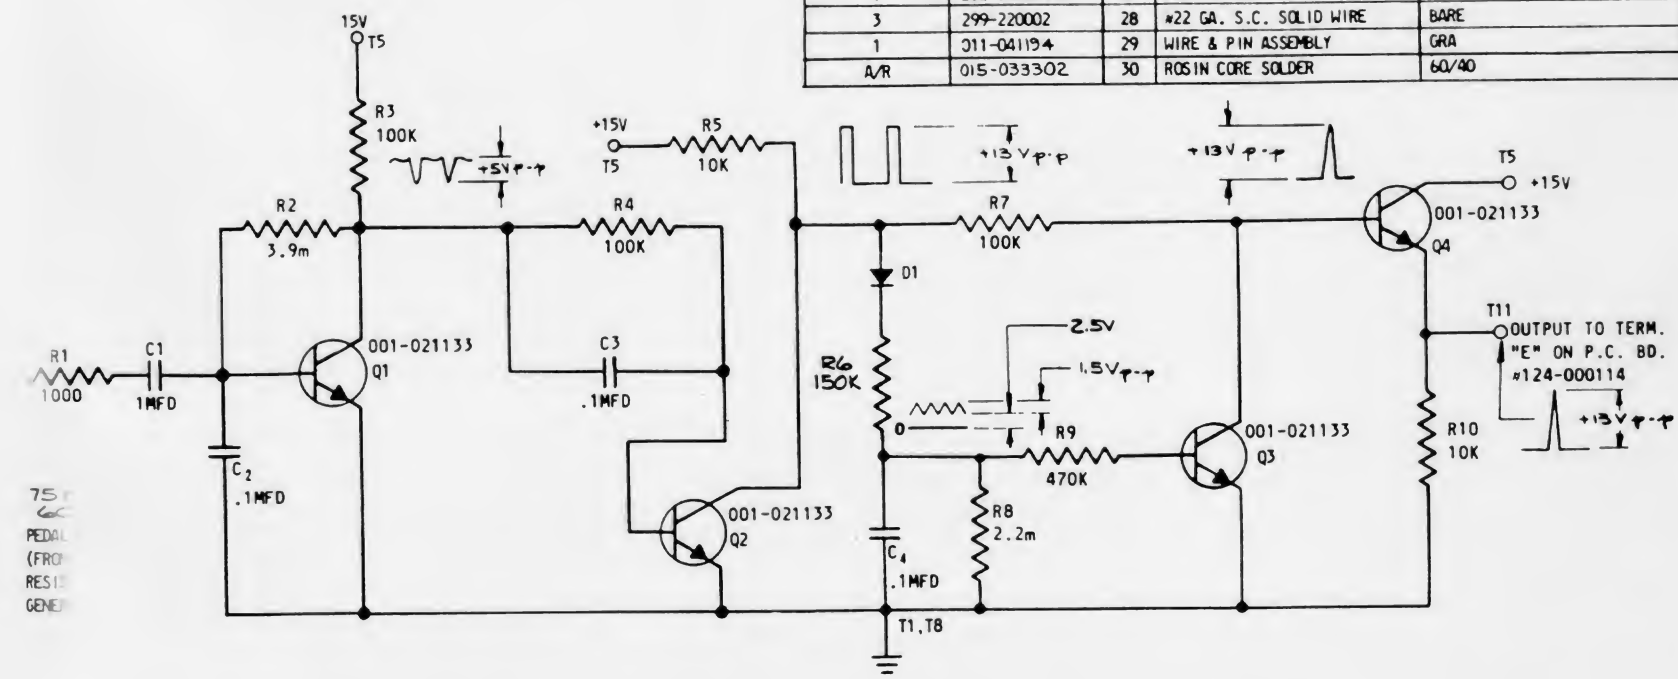 3 299-220002 28 #22 GA. S.C. SOLID WIRE BARE
1 011-041194 29 WIRE & PIN ASSEMBLY GRA
A/R 015-033302 30 ROSIN CORE SOLDER 60/40
15V
T5
R3
100K
+5V p-p
R2
3.9m
R4
100K
+15V
T5
R5
10K
+13V p-p
+13V p-p
T5
+15V
R7
100K
001-021133
Q4
D1
R1
1000
C1
1MFD
001-021133
Q1
C3
.1MFD
R6
150K
2.5V
1.5V p-p
0
R9
470K
001-021133
Q3
T11
OUTPUT TO TERM.
"E" ON P.C. BD.
#124-000114
+13V p-p
R10
10K
C2
.1MFD
001-021133
Q2
C4
.1MFD
R8
2.2m
T1,T8
75
PEDAL
(FROM